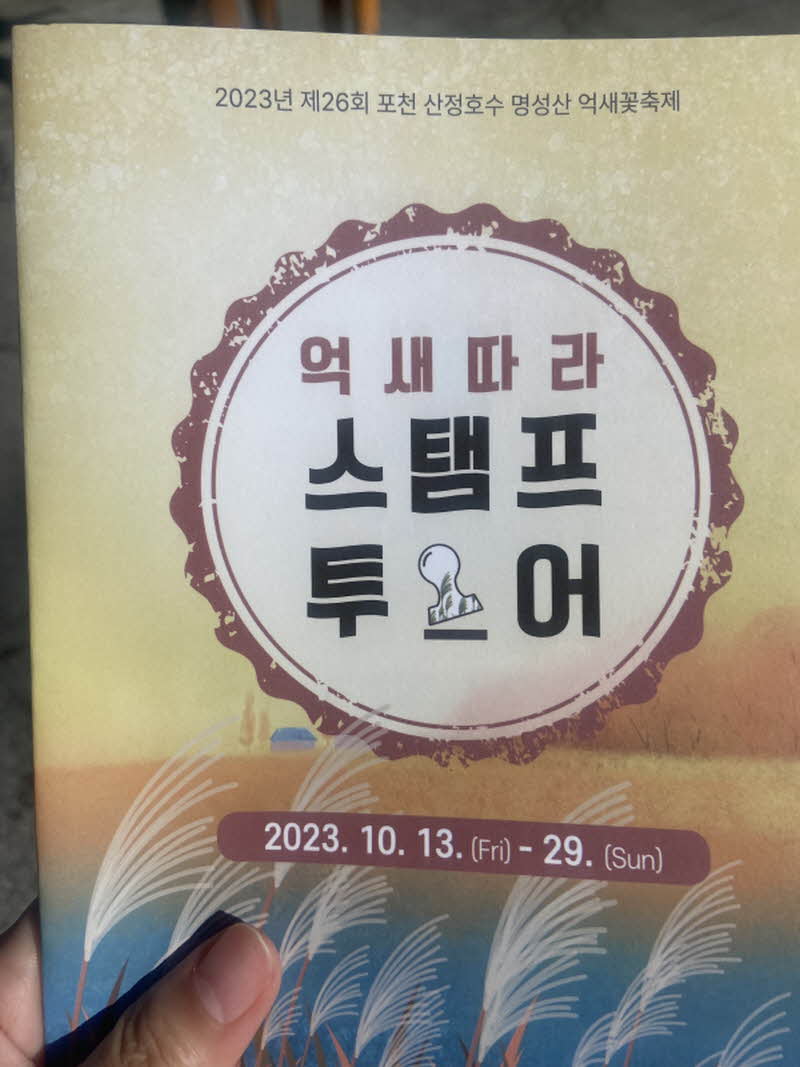 2023년 제26회 포천 산정호수 명성산 억새꽃축제
억새따라
스탬프
투어
2023. 10. 13. (Fri) - 29. (Sun)